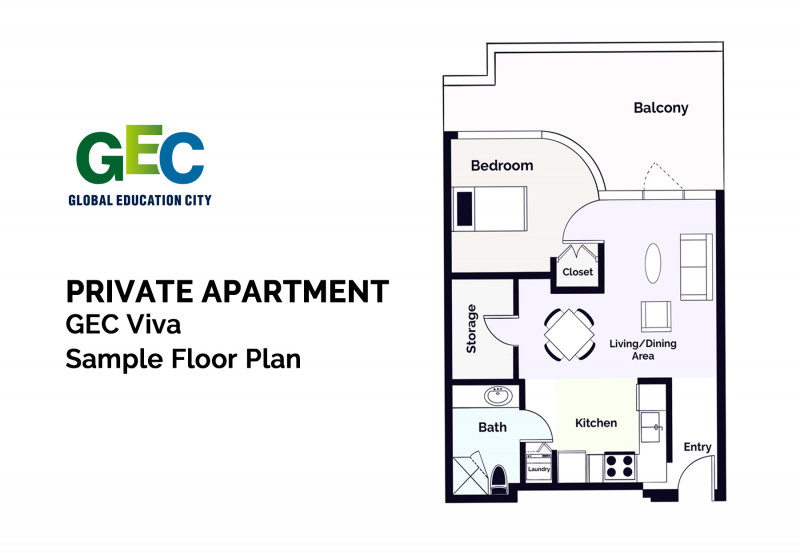 GEC
GLOBAL EDUCATION CITY
PRIVATE APARTMENT
GEC Viva
Sample Floor Plan
Balcony
Bedroom
Closet
Storage
Living/Dining
Area
Bath
Kitchen
Laundry
Entry